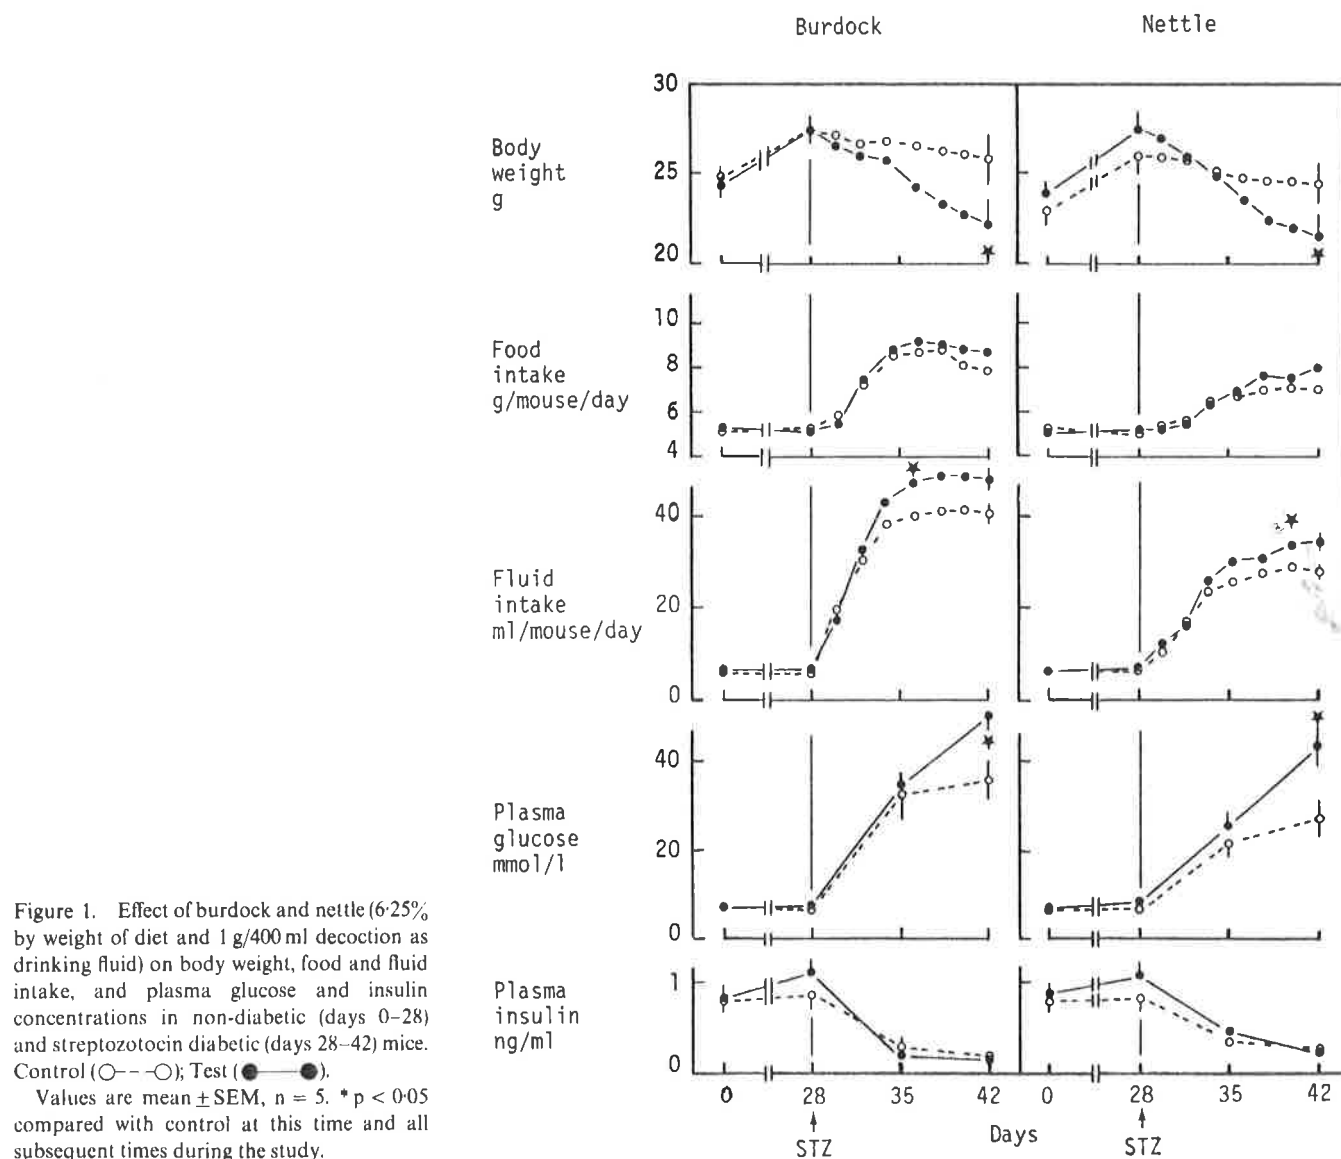 Burdock Nettle
30
Body
weight
g
25
20
10
Food
intake
g/mouse/day
8
6
4
40
Fluid
intake
ml/mouse/day
20
0
40
Plasma
glucose
mmol/l
20
0
1
Plasma
insulin
ng/ml
0
0 28 35 42 0 28 35 42
STZ Days STZ
Figure 1. Effect of burdock and nettle (6·25%
by weight of diet and 1 g/400 ml decoction as
drinking fluid) on body weight, food and fluid
intake, and plasma glucose and insulin
concentrations in non-diabetic (days 0–28)
and streptozotocin diabetic (days 28–42) mice.
Control (○---○); Test (●——●).
Values are mean ± SEM, n = 5. *p < 0·05
compared with control at this time and all
subsequent times during the study.